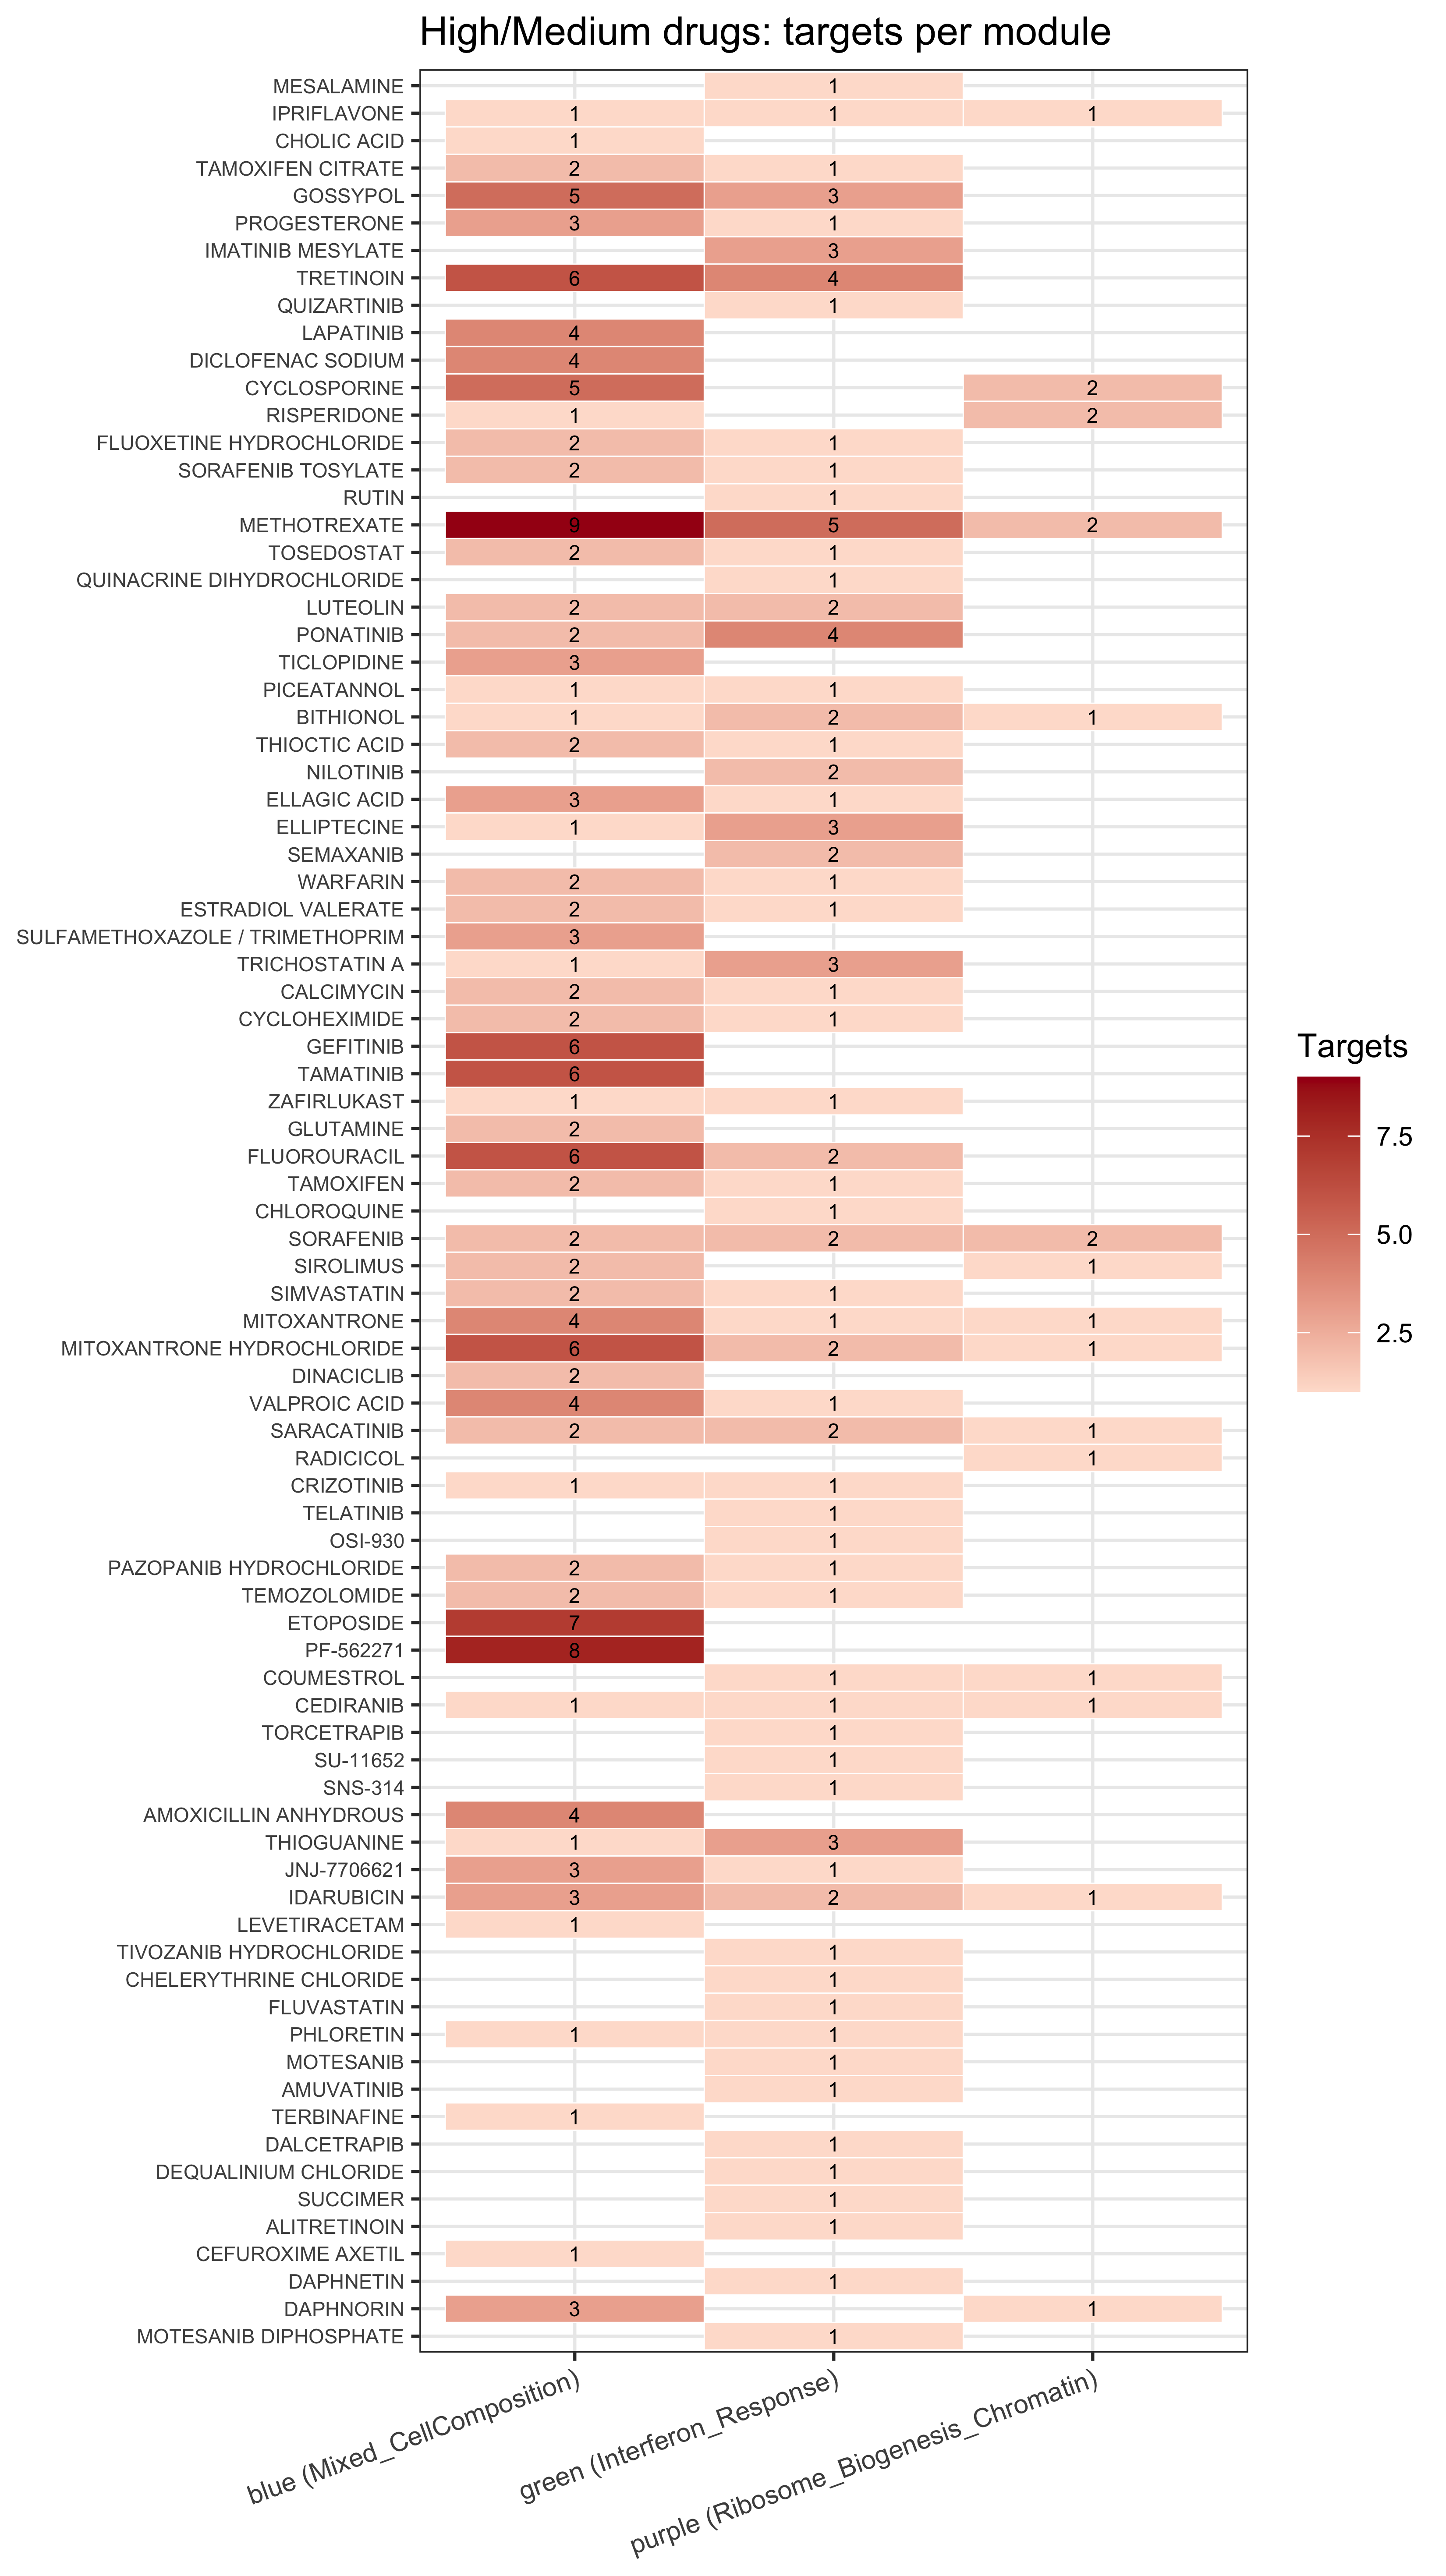 High/Medium drugs: targets per module
MESALAMINE 1
IPRIFLAVONE 1 1 1
CHOLIC ACID 1
TAMOXIFEN CITRATE 2 1
GOSSYPOL 5 3
PROGESTERONE 3 1
IMATINIB MESYLATE 3
TRETINOIN 6 4
QUIZARTINIB 1
LAPATINIB 4
DICLOFENAC SODIUM 4
CYCLOSPORINE 5 2
RISPERIDONE 1 2
FLUOXETINE HYDROCHLORIDE 2 1
SORAFENIB TOSYLATE 2 1
RUTIN 1
METHOTREXATE 9 5 2
TOSEDOSTAT 2 1
QUINACRINE DIHYDROCHLORIDE 1
LUTEOLIN 2 2
PONATINIB 2 4
TICLOPIDINE 3
PICEATANNOL 1 1
BITHIONOL 1 2 1
THIOCTIC ACID 2 1
NILOTINIB 2
ELLAGIC ACID 3 1
ELLIPTECINE 1 3
SEMAXANIB 2
WARFARIN 2 1
ESTRADIOL VALERATE 2 1
SULFAMETHOXAZOLE / TRIMETHOPRIM 3
TRICHOSTATIN A 1 3
CALCIMYCIN 2 1
CYCLOHEXIMIDE 2 1
GEFITINIB 6
TAMATINIB 6
ZAFIRLUKAST 1 1
GLUTAMINE 2
FLUOROURACIL 6 2
TAMOXIFEN 2 1
CHLOROQUINE 1
SORAFENIB 2 2 2
SIROLIMUS 2 1
SIMVASTATIN 2 1
MITOXANTRONE 4 1 1
MITOXANTRONE HYDROCHLORIDE 6 2 1
DINACICLIB 2
VALPROIC ACID 4 1
SARACATINIB 2 2 1
RADICICOL 1
CRIZOTINIB 1 1
TELATINIB 1
OSI-930 1
PAZOPANIB HYDROCHLORIDE 2 1
TEMOZOLOMIDE 2 1
ETOPOSIDE 7
PF-562271 8
COUMESTROL 1 1
CEDIRANIB 1 1 1
TORCETRAPIB 1
SU-11652 1
SNS-314 1
AMOXICILLIN ANHYDROUS 4
THIOGUANINE 1 3
JNJ-7706621 3 1
IDARUBICIN 3 2 1
LEVETIRACETAM 1
TIVOZANIB HYDROCHLORIDE 1
CHELERYTHRINE CHLORIDE 1
FLUVASTATIN 1
PHLORETIN 1 1
MOTESANIB 1
AMUVATINIB 1
TERBINAFINE 1
DALCETRAPIB 1
DEQUALINIUM CHLORIDE 1
SUCCIMER 1
ALITRETINOIN 1
CEFUROXIME AXETIL 1
DAPHNETIN 1
DAPHNORIN 3 1
MOTESANIB DIPHOSPHATE 1
blue (Mixed_CellComposition)
green (Interferon_Response)
purple (Ribosome_Biogenesis_Chromatin)
Targets
7.5
5.0
2.5